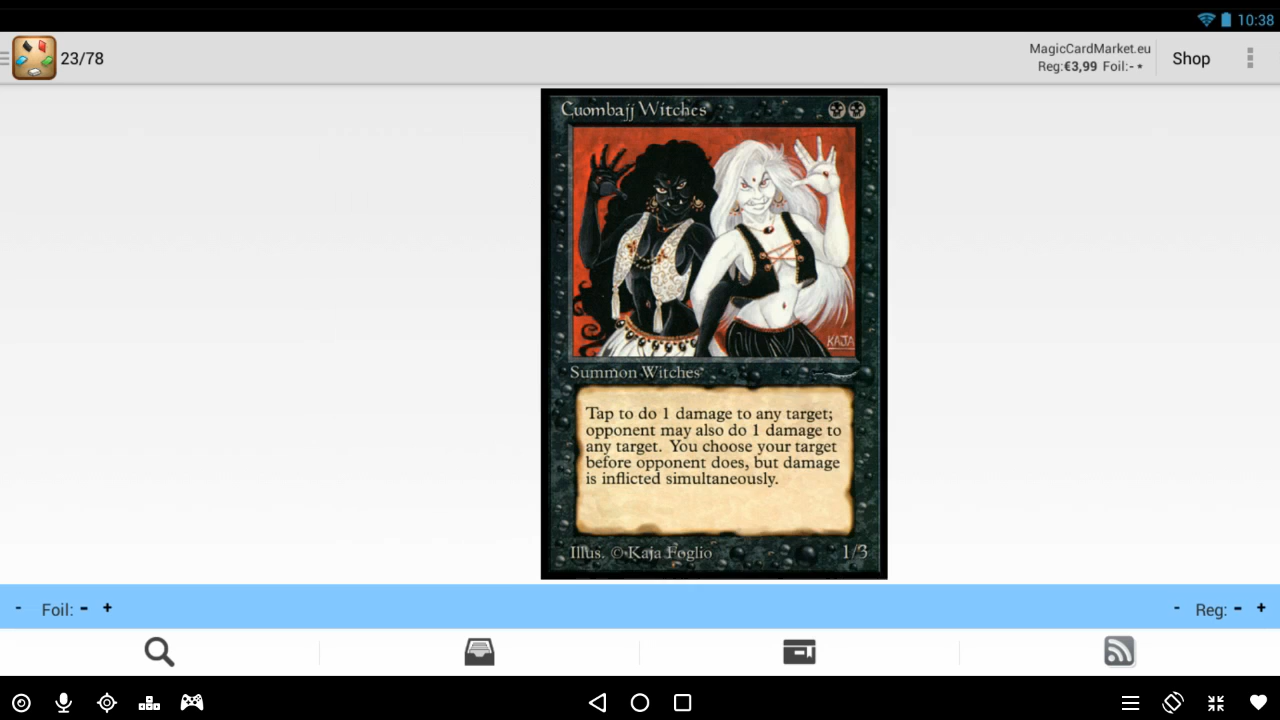 10:38
23/78
MagicCardMarket.eu
Reg:€3,99 Foil:- *
Shop
Cuombajj Witches
KAJA
Summon Witches
Tap to do 1 damage to any target;
opponent may also do 1 damage to
any target. You choose your target
before opponent does, but damage
is inflicted simultaneously.
Illus. © Kaja Foglio
1/3
- Foil: - +
- Reg: - +